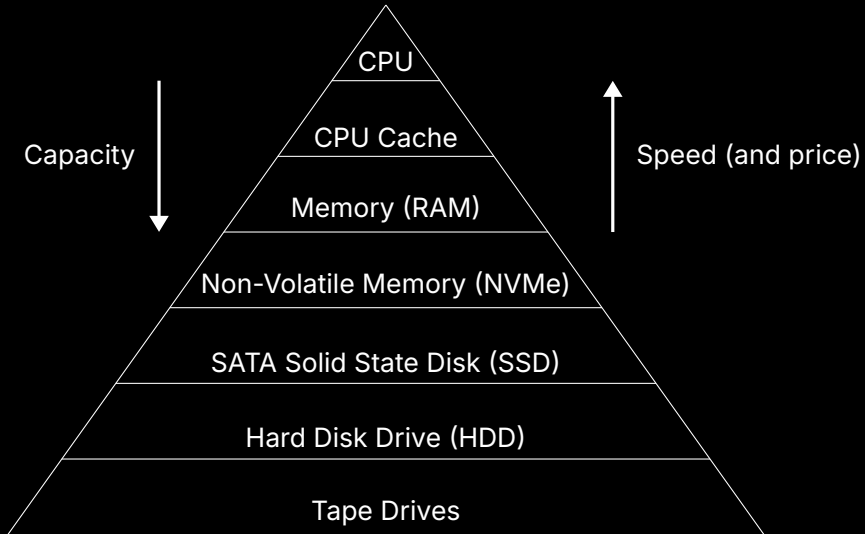 CPU
CPU Cache
Capacity
Speed (and price)
Memory (RAM)
Non-Volatile Memory (NVMe)
SATA Solid State Disk (SSD)
Hard Disk Drive (HDD)
Tape Drives